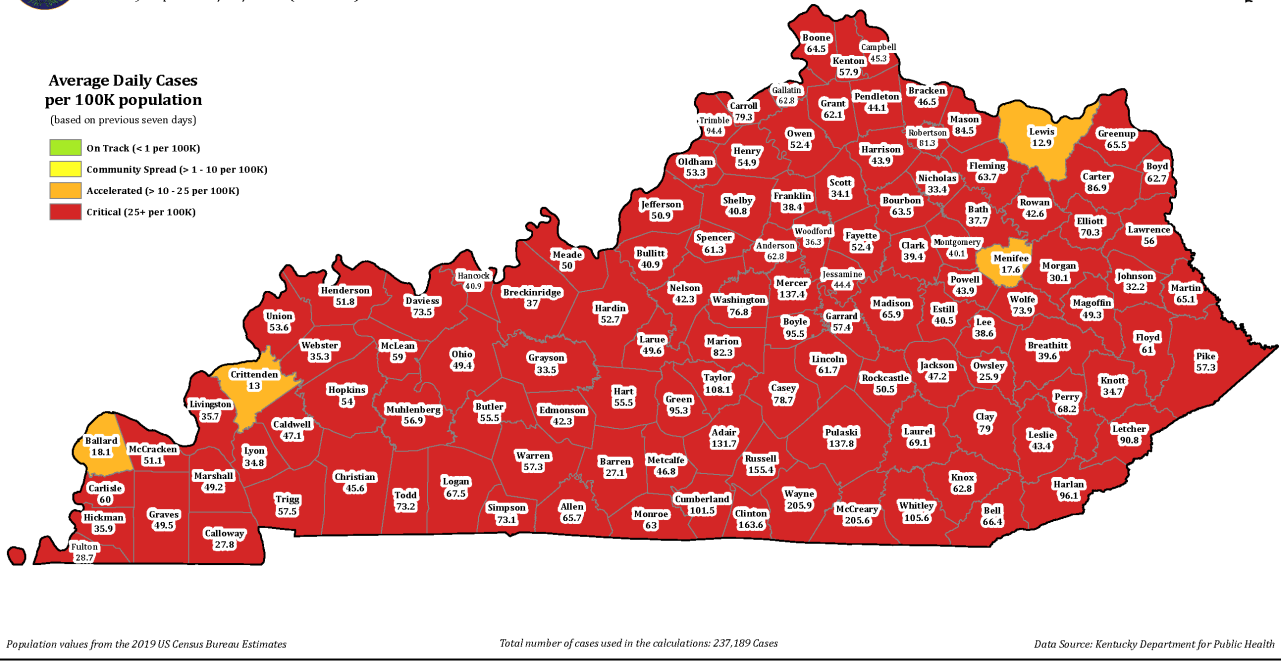 Average Daily Cases
per 100K population
(based on previous seven days)
On Track (< 1 per 100K)
Community Spread (> 1 - 10 per 100K)
Accelerated (> 10 - 25 per 100K)
Critical (25+ per 100K)
Boone
64.5
Kenton
57.9
Campbell
45.3
Gallatin
62.8
Carroll
79.3
Trimble
94.4
Grant
62.1
Pendleton
44.1
Bracken
46.5
Mason
84.5
Robertson
81.3
Lewis
12.9
Greenup
65.5
Boyd
62.7
Owen
52.4
Henry
54.9
Oldham
53.3
Harrison
43.9
Fleming
63.7
Carter
86.9
Nicholas
33.4
Scott
34.1
Franklin
38.4
Shelby
40.8
Jefferson
50.9
Bourbon
63.5
Bath
37.7
Rowan
42.6
Elliott
70.3
Lawrence
56
Spencer
61.3
Anderson
62.8
Woodford
36.3
Fayette
52.4
Clark
39.4
Montgomery
40.1
Menifee
17.6
Morgan
30.1
Johnson
32.2
Martin
65.1
Meade
50
Bullitt
40.9
Hancock
40.9
Breckinridge
37
Henderson
51.8
Daviess
73.5
Union
53.6
Hardin
52.7
Nelson
42.3
Washington
76.8
Mercer
137.4
Jessamine
44.4
Garrard
57.4
Madison
65.9
Estill
40.5
Powell
43.9
Wolfe
73.9
Magoffin
49.3
Floyd
61
Pike
57.3
Boyle
95.5
Lee
38.6
Breathitt
39.6
Larue
49.6
Marion
82.3
Webster
35.3
McLean
59
Ohio
49.4
Grayson
33.5
Lincoln
61.7
Rockcastle
50.5
Jackson
47.2
Owsley
25.9
Knott
34.7
Perry
68.2
Crittenden
13
Livingston
35.7
Hopkins
54
Muhlenberg
56.9
Butler
55.5
Edmonson
42.3
Hart
55.5
Green
95.3
Taylor
108.1
Casey
78.7
Caldwell
47.1
Ballard
18.1
McCracken
51.1
Lyon
34.8
Adair
131.7
Pulaski
137.8
Laurel
69.1
Clay
79
Leslie
43.4
Letcher
90.8
Warren
57.3
Barren
27.1
Metcalfe
46.8
Russell
155.4
Marshall
49.2
Carlisle
60
Christian
45.6
Todd
73.2
Logan
67.5
Trigg
57.5
Simpson
73.1
Allen
65.7
Monroe
63
Cumberland
101.5
Clinton
163.6
Wayne
205.9
McCreary
205.6
Whitley
105.6
Knox
62.8
Bell
66.4
Harlan
96.1
Hickman
35.9
Graves
49.5
Calloway
27.8
Fulton
28.7
Population values from the 2019 US Census Bureau Estimates
Total number of cases used in the calculations: 237,189 Cases
Data Source: Kentucky Department for Public Health